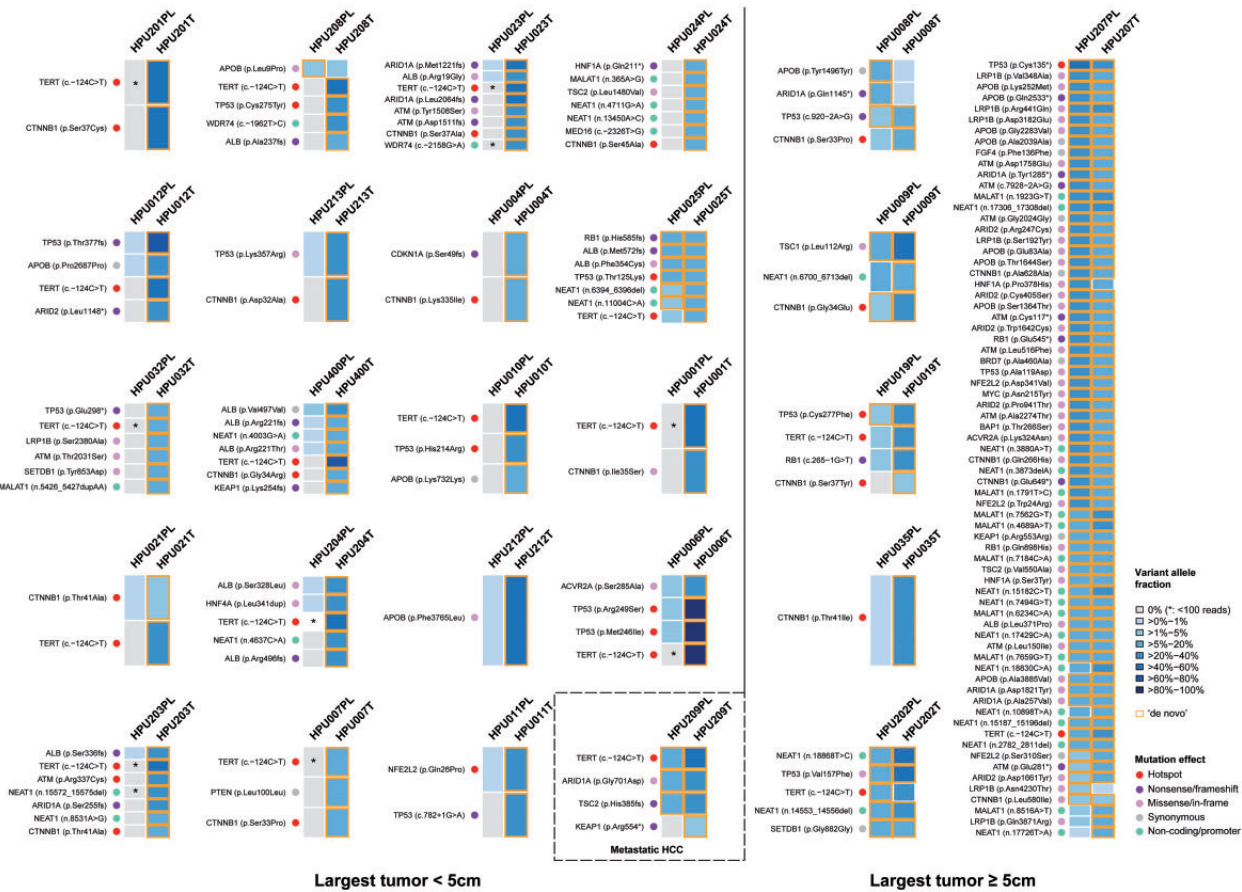 HPU201PL
HPU201T
TERT (c.−124C>T)
*
CTNNB1 (p.Ser37Cys)
HPU208PL
HPU208T
APOB (p.Leu9Pro)
TERT (c.−124C>T)
TP53 (p.Cys275Tyr)
WDR74 (c.−1962T>C)
ALB (p.Ala237fs)
HPU023PL
HPU023T
ARID1A (p.Met1221fs)
ALB (p.Arg19Gly)
TERT (c.−124C>T)
*
ARID1A (p.Leu2064fs)
ATM (p.Tyr1508Ser)
ATM (p.Asp1511fs)
CTNNB1 (p.Ser37Ala)
WDR74 (c.−2158G>A)
*
HPU024PL
HPU024T
HNF1A (p.Gln211*)
MALAT1 (n.365A>G)
TSC2 (p.Leu1480Val)
NEAT1 (n.4711G>A)
NEAT1 (n.13450A>C)
MED16 (c.−2326T>G)
CTNNB1 (p.Ser45Ala)
HPU012PL
HPU012T
TP53 (p.Thr377fs)
APOB (p.Pro2687Pro)
TERT (c.−124C>T)
ARID2 (p.Leu1148*)
HPU213PL
HPU213T
TP53 (p.Lys357Arg)
CTNNB1 (p.Asp32Ala)
HPU004PL
HPU004T
CDKN1A (p.Ser49fs)
CTNNB1 (p.Lys335Ile)
HPU025PL
HPU025T
RB1 (p.His585fs)
ALB (p.Met572fs)
ALB (p.Phe354Cys)
TP53 (p.Thr125Lys)
NEAT1 (n.6394_6396del)
NEAT1 (n.11004C>A)
TERT (c.−124C>T)
HPU032PL
HPU032T
TP53 (p.Glu298*)
TERT (c.−124C>T)
*
LRP1B (p.Ser2380Ala)
ATM (p.Thr2031Ser)
SETDB1 (p.Tyr853Asp)
MALAT1 (n.5426_5427dupAA)
HPU400PL
HPU400T
ALB (p.Val497Val)
ALB (p.Arg221fs)
NEAT1 (n.4003G>A)
ALB (p.Arg221Thr)
TERT (c.−124C>T)
CTNNB1 (p.Gly34Arg)
KEAP1 (p.Lys254fs)
HPU010PL
HPU010T
TERT (c.−124C>T)
TP53 (p.His214Arg)
APOB (p.Lys732Lys)
HPU001PL
HPU001T
TERT (c.−124C>T)
*
CTNNB1 (p.Ile35Ser)
HPU021PL
HPU021T
CTNNB1 (p.Thr41Ala)
TERT (c.−124C>T)
HPU204PL
HPU204T
ALB (p.Ser328Leu)
HNF4A (p.Leu341dup)
TERT (c.−124C>T)
*
NEAT1 (n.4637C>A)
ALB (p.Arg496fs)
HPU212PL
HPU212T
APOB (p.Phe3765Leu)
HPU006PL
HPU006T
ACVR2A (p.Ser285Ala)
TP53 (p.Arg249Ser)
TP53 (p.Met246Ile)
TERT (c.−124C>T)
*
HPU203PL
HPU203T
ALB (p.Ser336fs)
TERT (c.−124C>T)
*
ATM (p.Arg337Cys)
NEAT1 (n.15572_15575del)
*
ARID1A (p.Ser255fs)
NEAT1 (n.8531A>G)
CTNNB1 (p.Thr41Ala)
HPU007PL
HPU007T
TERT (c.−124C>T)
*
PTEN (p.Leu100Leu)
CTNNB1 (p.Ser33Pro)
HPU011PL
HPU011T
NFE2L2 (p.Gln26Pro)
TP53 (c.782+1G>A)
HPU209PL
HPU209T
TERT (c.−124C>T)
ARID1A (p.Gly701Asp)
TSC2 (p.His385fs)
KEAP1 (p.Arg554*)
Metastatic HCC
Largest tumor < 5cm
HPU008PL
HPU008T
APOB (p.Tyr1496Tyr)
ARID1A (p.Gln1145*)
TP53 (c.920−2A>G)
CTNNB1 (p.Ser33Pro)
HPU009PL
HPU009T
TSC1 (p.Leu112Arg)
NEAT1 (n.6700_6713del)
CTNNB1 (p.Gly34Glu)
HPU019PL
HPU019T
TP53 (p.Cys277Phe)
TERT (c.−124C>T)
RB1 (c.265−1G>T)
CTNNB1 (p.Ser37Tyr)
HPU035PL
HPU035T
CTNNB1 (p.Thr41Ile)
HPU202PL
HPU202T
NEAT1 (n.18868T>C)
TP53 (p.Val157Phe)
TERT (c.−124C>T)
NEAT1 (n.14553_14556del)
SETDB1 (p.Gly882Gly)
HPU207PL
HPU207T
TP53 (p.Cys135*)
LRP1B (p.Val348Ala)
APOB (p.Lys252Met)
APOB (p.Gln2533*)
LRP1B (p.Arg441Gln)
LRP1B (p.Asp3182Glu)
APOB (p.Gly2283Val)
APOB (p.Ala2039Ala)
FGF4 (p.Phe136Phe)
ATM (p.Asp1758Glu)
ARID1A (p.Tyr1285*)
ATM (c.7928−2A>G)
MALAT1 (n.1923G>T)
NEAT1 (n.17306_17308del)
ATM (p.Gly2024Gly)
ARID2 (p.Arg247Cys)
LRP1B (p.Ser192Tyr)
APOB (p.Glu83Ala)
APOB (p.Thr1644Ser)
CTNNB1 (p.Ala628Ala)
HNF1A (p.Pro378His)
ARID2 (p.Cys405Ser)
APOB (p.Ser1364Thr)
ATM (p.Cys117*)
ARID2 (p.Trp1642Cys)
RB1 (p.Glu545*)
ATM (p.Leu516Phe)
BRD7 (p.Ala460Ala)
TP53 (p.Ala119Asp)
NFE2L2 (p.Asp341Val)
MYC (p.Asn215Tyr)
ARID2 (p.Pro941Thr)
ATM (p.Ala2274Thr)
BAP1 (p.Thr266Ser)
ACVR2A (p.Lys324Asn)
NEAT1 (n.3880A>T)
CTNNB1 (p.Gln266His)
NEAT1 (n.3873delA)
CTNNB1 (p.Glu649*)
MALAT1 (n.1791T>C)
NFE2L2 (p.Trp24Arg)
MALAT1 (n.7562G>T)
MALAT1 (n.4689A>T)
KEAP1 (p.Arg553Arg)
RB1 (p.Gln898His)
MALAT1 (n.7184C>A)
TSC2 (p.Val550Ala)
HNF1A (p.Ser3Tyr)
NEAT1 (n.15182C>T)
NEAT1 (n.7494G>T)
MALAT1 (n.6234C>A)
ALB (p.Leu371Pro)
NEAT1 (n.17429C>A)
ATM (p.Leu150Ile)
MALAT1 (n.7659G>T)
NEAT1 (n.18830C>A)
APOB (p.Ala3885Val)
ARID1A (p.Asp1821Tyr)
ARID1A (p.Ala257Val)
NEAT1 (n.10898T>A)
NEAT1 (n.15187_15196del)
TERT (c.−124C>T)
NEAT1 (n.2782_2811del)
NFE2L2 (p.Ser310Ser)
ATM (p.Glu281*)
ARID2 (p.Asp1661Tyr)
LRP1B (p.Asn4230Thr)
CTNNB1 (p.Leu580Ile)
MALAT1 (n.8516A>T)
LRP1B (p.Gln3871Arg)
NEAT1 (n.17726T>A)
Variant allele
fraction
0% (*: <100 reads)
>0%−1%
>1%−5%
>5%−20%
>20%−40%
>40%−60%
>60%−80%
>80%−100%
'de novo'
Mutation effect
Hotspot
Nonsense/frameshift
Missense/in-frame
Synonymous
Non-coding/promoter
Largest tumor ≥ 5cm